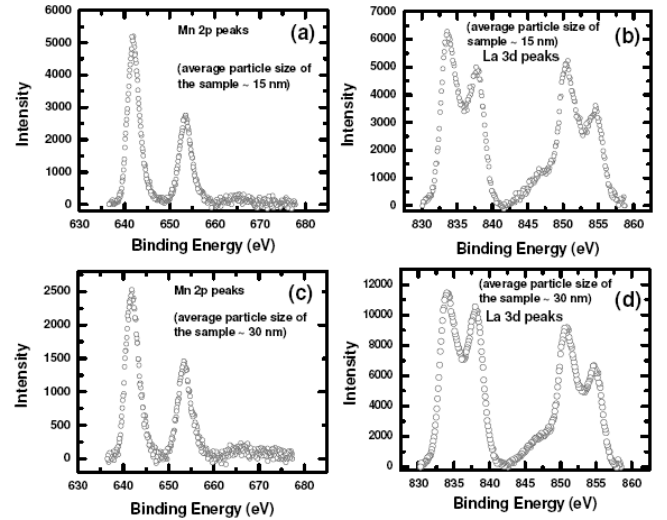 (a)
Mn 2p peaks
(average particle size of
the sample ~ 15 nm)
Intensity
5000
4000
3000
2000
1000
0
630 640 650 660 670 680
Binding Energy (eV)
(average particle size of
sample ~ 15 nm)
(b)
La 3d peaks
Intensity
7000
6000
5000
4000
3000
2000
1000
0
830 835 840 845 850 855 860
Binding Energy (eV)
Mn 2p peaks
(c)
(average particle size of
the sample ~ 30 nm)
Intensity
2500
2000
1500
1000
500
0
630 640 650 660 670 680
Binding Energy (eV)
(average particle size of
the sample ~ 30 nm)
(d)
La 3d peaks
Intensity
12000
10000
8000
6000
4000
2000
0
830 835 840 845 850 855 860
Binding Energy (eV)